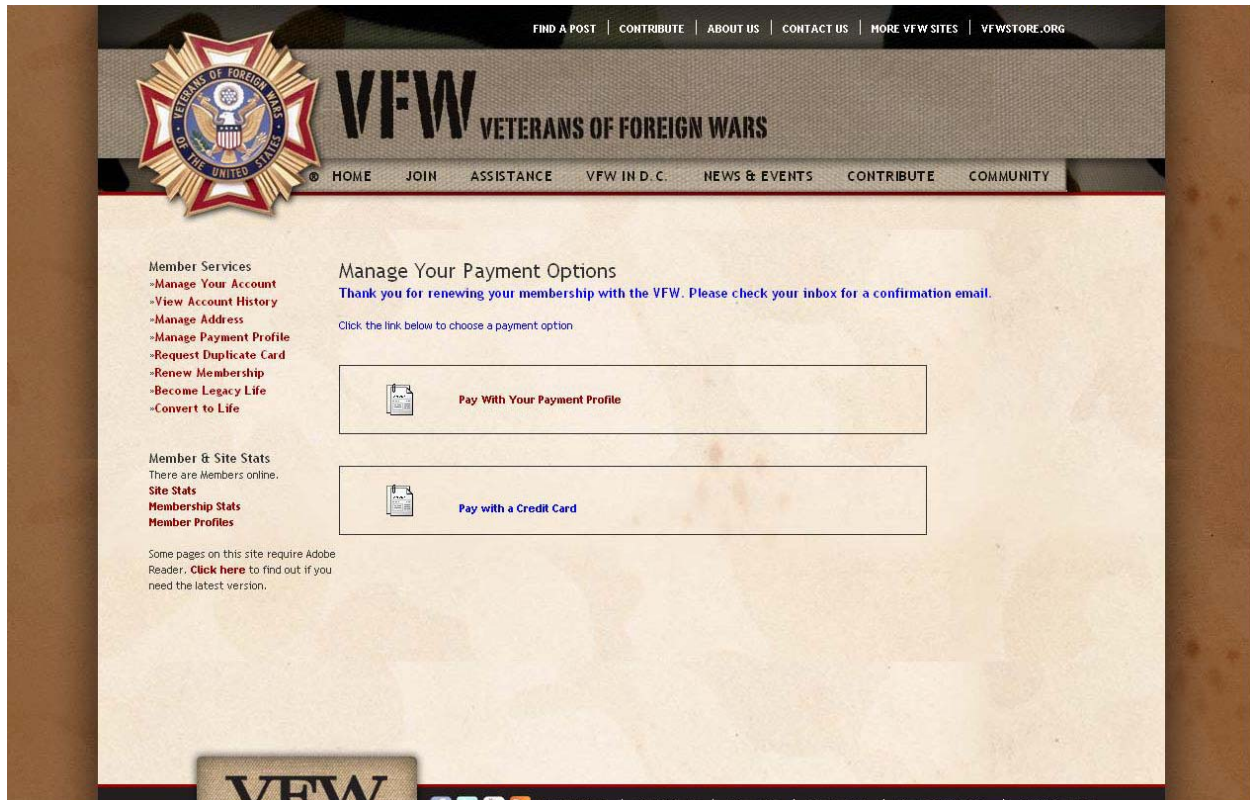 FIND A POST | CONTRIBUTE | ABOUT US | CONTACT US | MORE VFW SITES | VFWSTORE.ORG
VETERANS OF FOREIGN WARS
OF THE UNITED STATES
VFW VETERANS OF FOREIGN WARS
® HOME JOIN ASSISTANCE VFW IN D.C. NEWS & EVENTS CONTRIBUTE COMMUNITY
Member Services
»Manage Your Account
»View Account History
»Manage Address
»Manage Payment Profile
»Request Duplicate Card
»Renew Membership
»Become Legacy Life
»Convert to Life
Member & Site Stats
There are Members online.
Site Stats
Membership Stats
Member Profiles
Some pages on this site require Adobe
Reader. Click here to find out if you
need the latest version.
Manage Your Payment Options
Thank you for renewing your membership with the VFW. Please check your inbox for a confirmation email.
Click the link below to choose a payment option
Pay With Your Payment Profile
Pay with a Credit Card
VFW